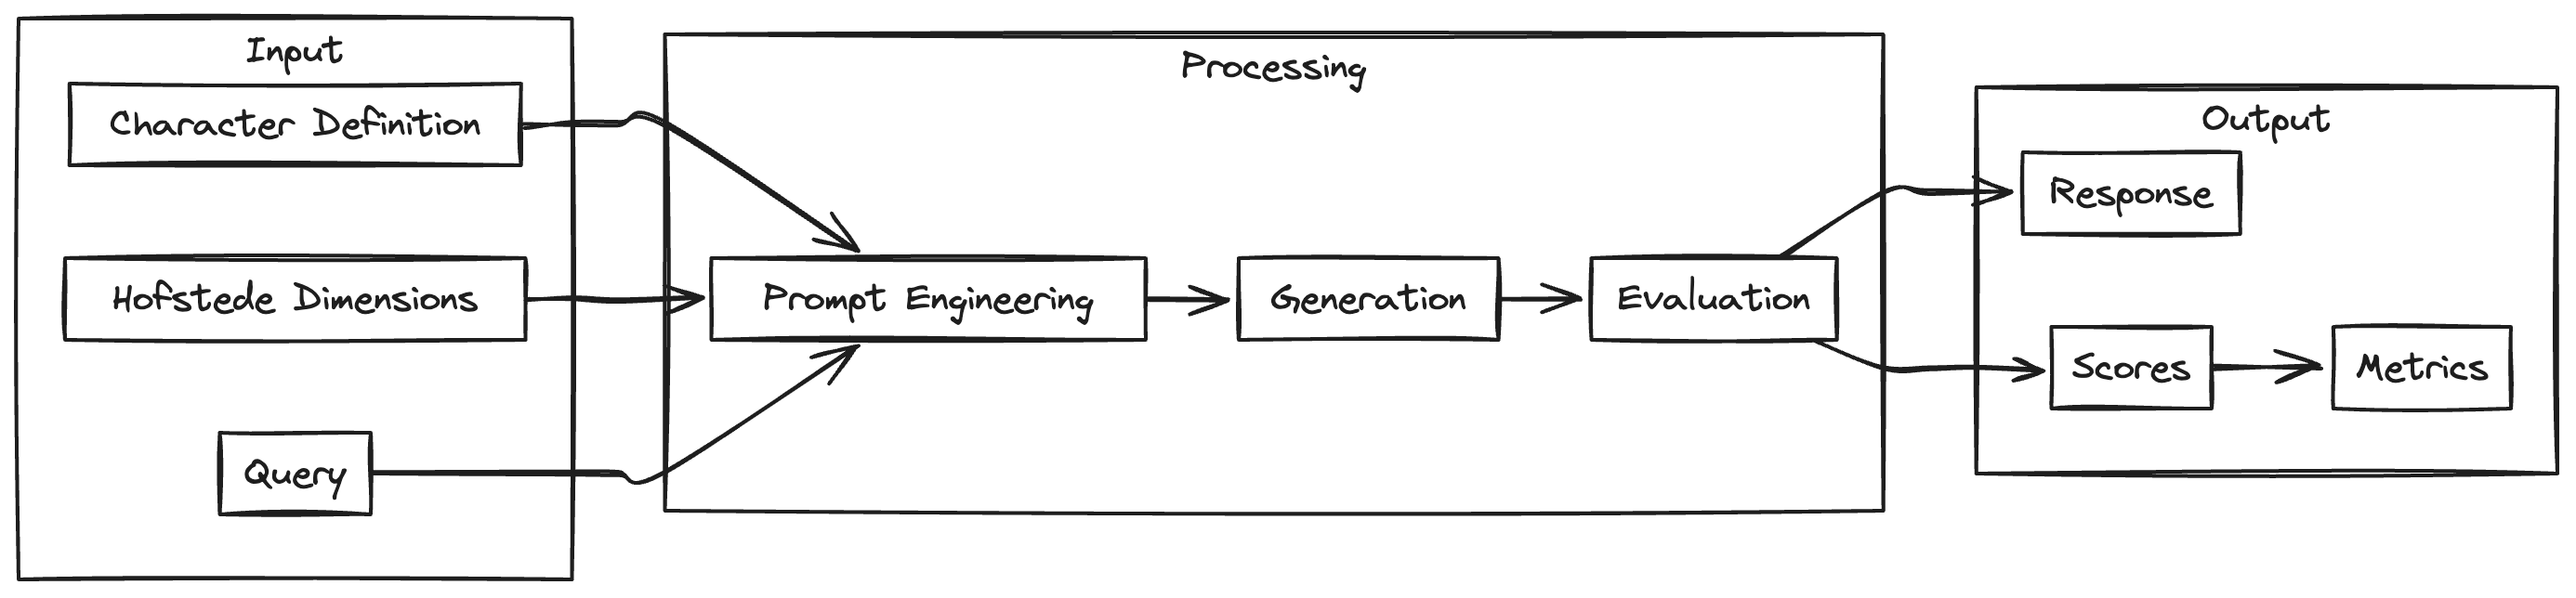 Input
Character Definition
Hofstede Dimensions
Query
Processing
Prompt Engineering
Generation
Evaluation
Output
Response
Scores
Metrics